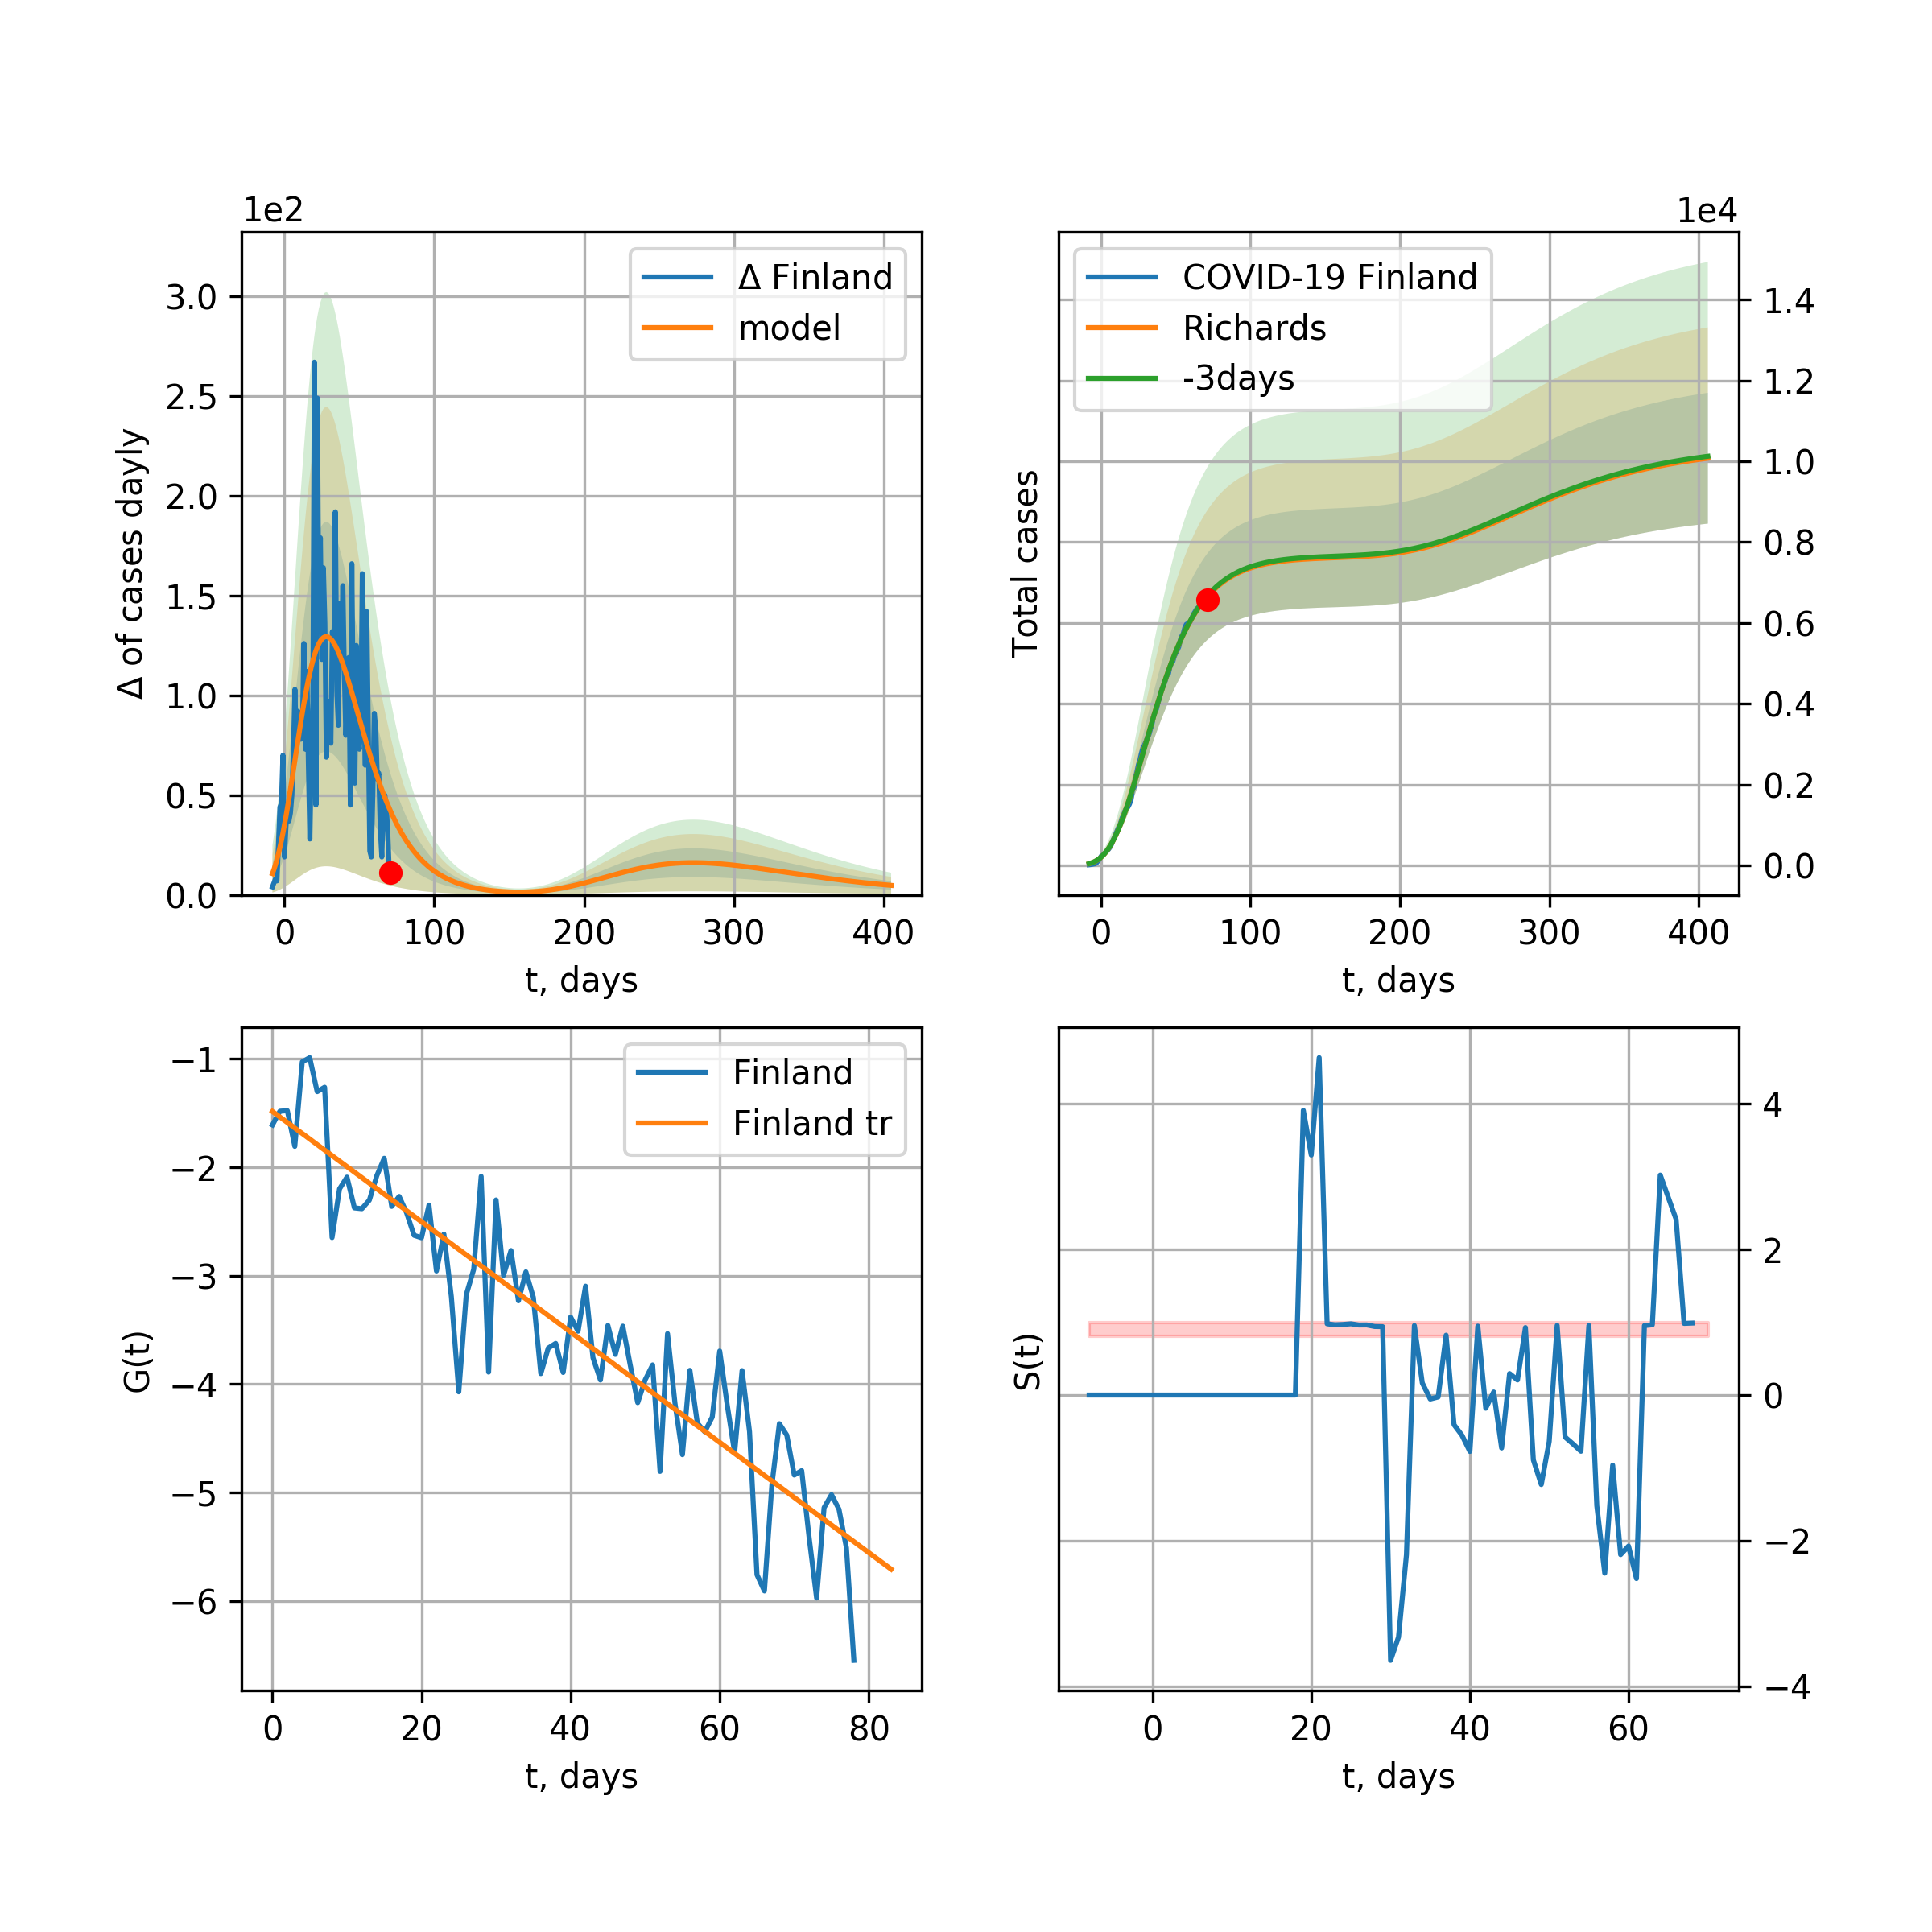 1e2
Δ Finland
model
3.0
2.5
2.0
1.5
1.0
0.5
0.0
Δ of cases dayly
0 100 200 300 400
t, days
1e4
COVID-19 Finland
Richards
-3days
1.4
1.2
1.0
0.8
0.6
0.4
0.2
0.0
Total cases
0 100 200 300 400
t, days
Finland
Finland tr
−1
−2
−3
−4
−5
−6
G(t)
0 20 40 60 80
t, days
4
2
0
−2
−4
S(t)
0 20 40 60
t, days